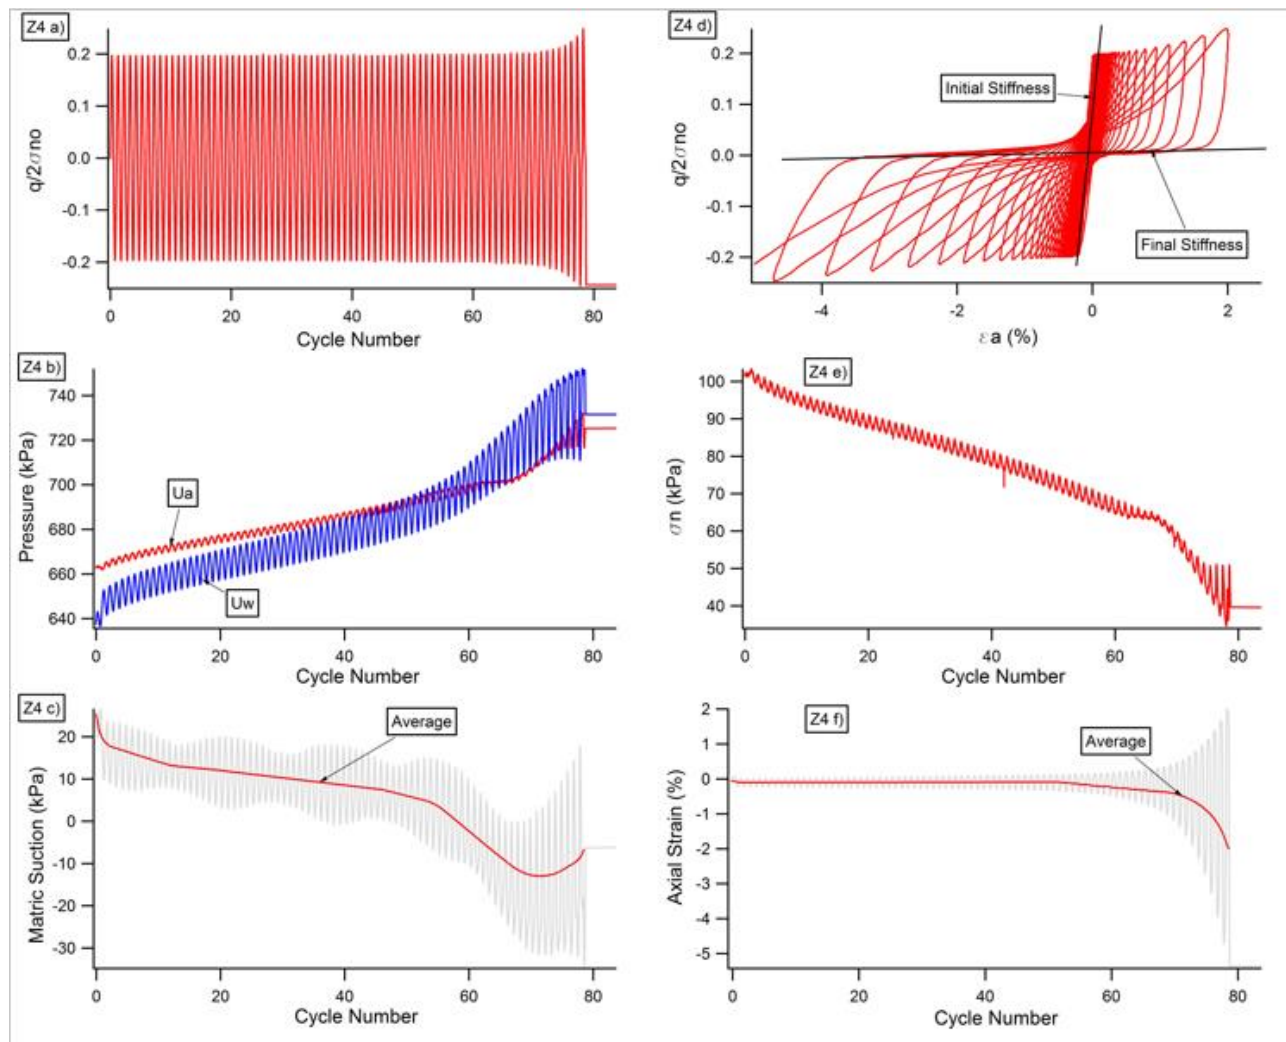 Z4 a)
q/2σno
0.2
0.1
0.0
-0.1
-0.2
0 20 40 60 80
Cycle Number
Z4 d)
q/2σno
0.2
0.1
0.0
-0.1
-0.2
Initial Stiffness
Final Stiffness
-4 -2 0 2
εa (%)
Z4 b)
Pressure (kPa)
740
720
700
680
660
640
Ua
Uw
0 20 40 60 80
Cycle Number
Z4 e)
σn (kPa)
100
90
80
70
60
50
40
0 20 40 60 80
Cycle Number
Z4 c)
Matric Suction (kPa)
20
10
0
-10
-20
-30
Average
0 20 40 60 80
Cycle Number
Z4 f)
Axial Strain (%)
2
1
0
-1
-2
-3
-4
-5
Average
0 20 40 60 80
Cycle Number